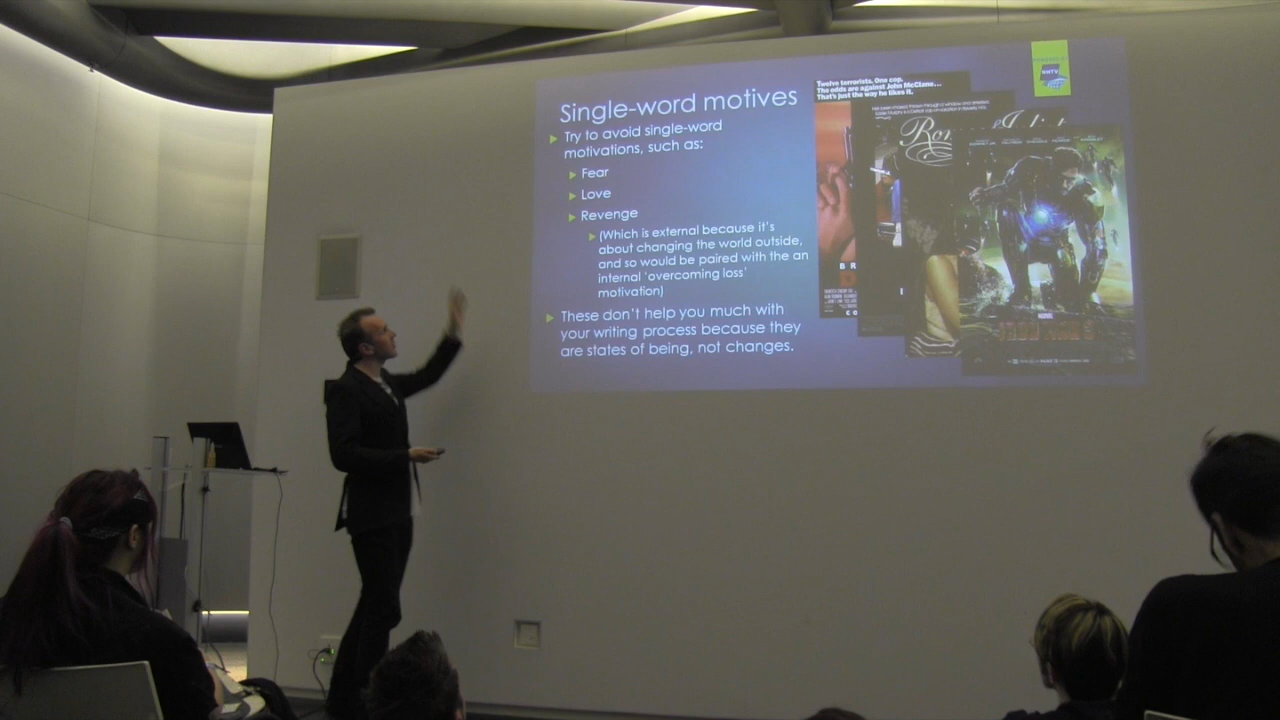 Single-word motives
Try to avoid single-word
motivations, such as:
Fear
Love
Revenge
(Which is external because it's
about changing the world outside,
and so would be paired with the an
internal 'overcoming loss'
motivation)
These don't help you much with
your writing process because they
are states of being, not changes.
Twelve terrorists. One cop.
The odds are against John McClane...
That's just the way he likes it.